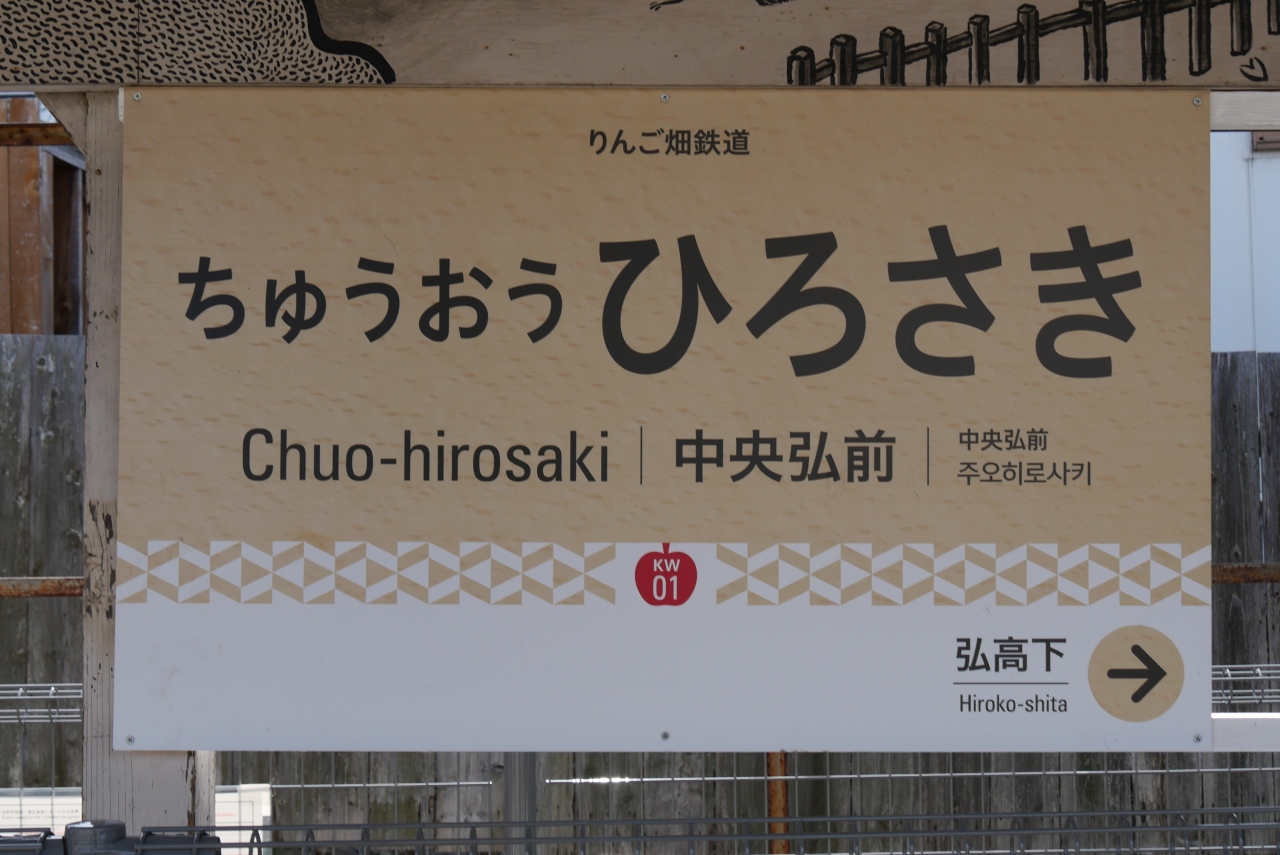 りんご畑鉄道
ちゅうおうひろさき
Chuo-hirosaki | 中央弘前 | 中央弘前
주오히로사키
KW
01
弘高下
Hiroko-shita